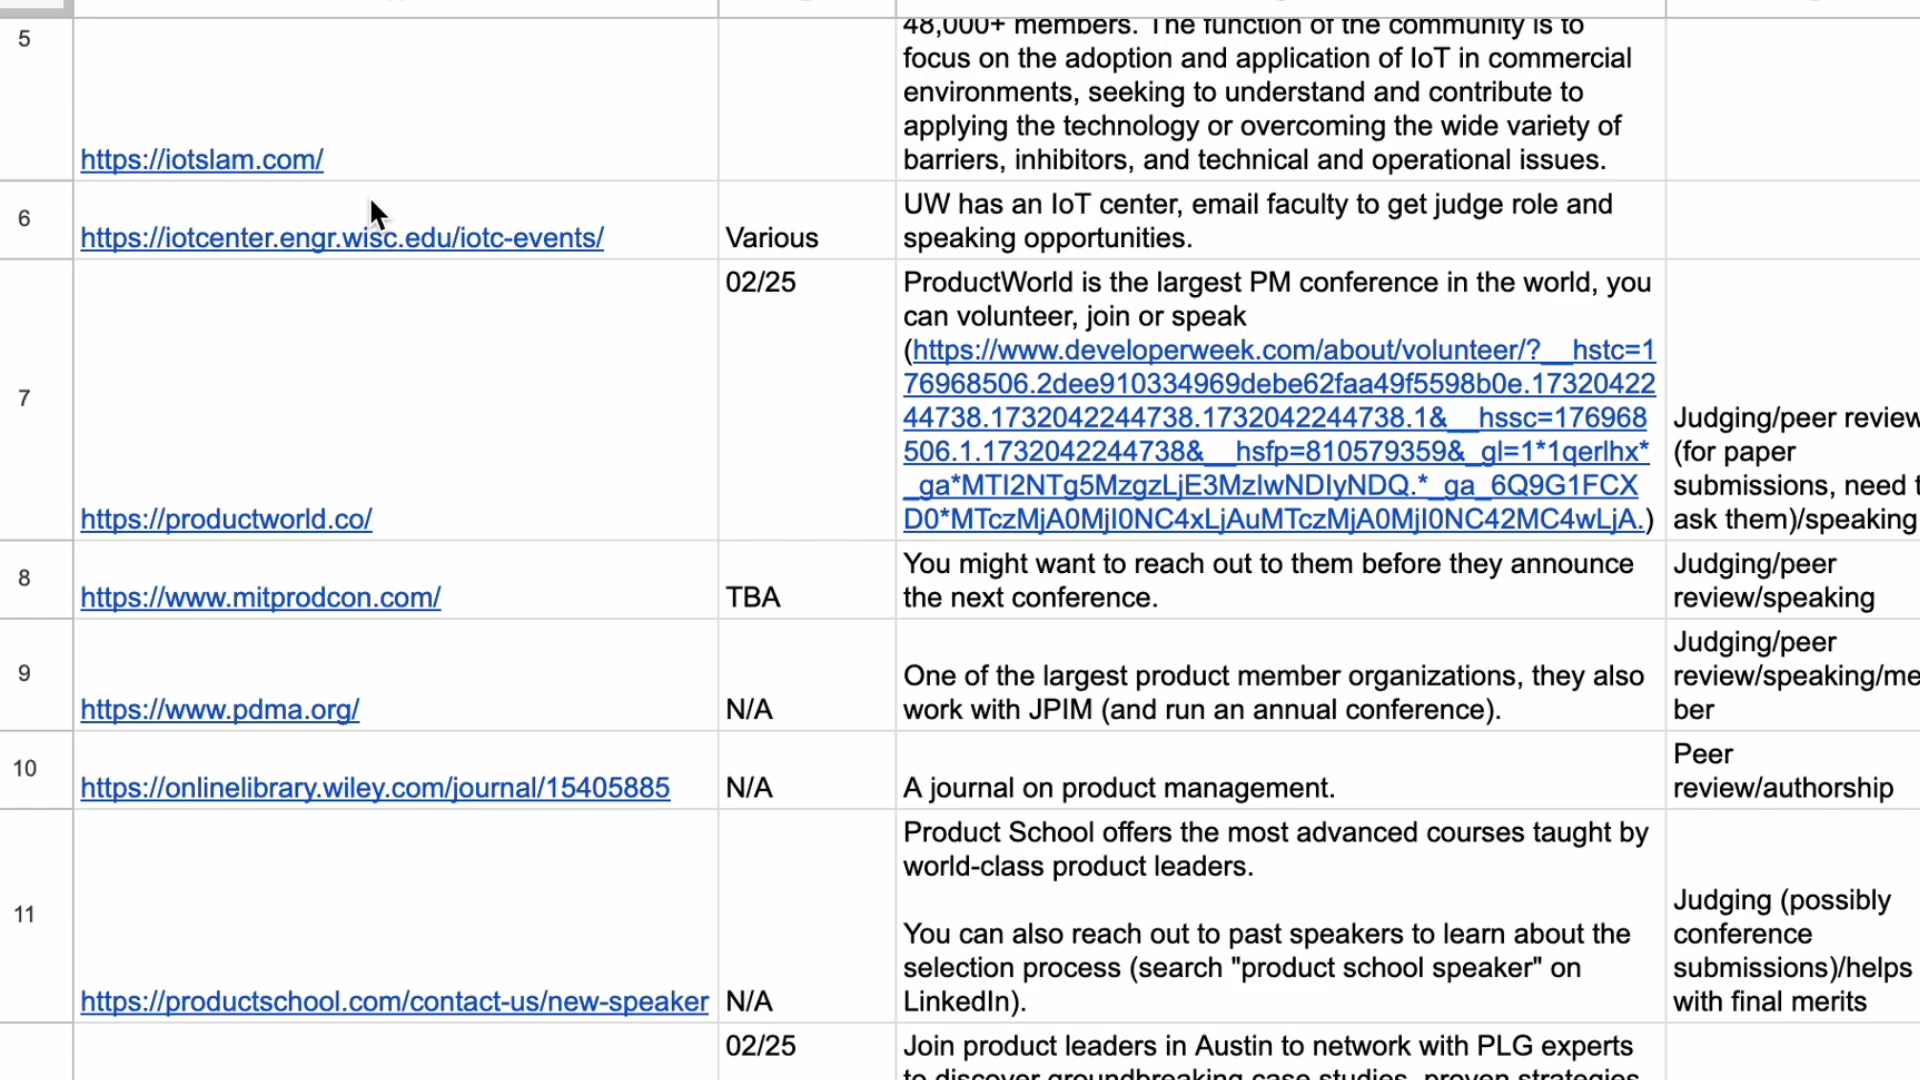 5
48,000+ members. The function of the community is to
focus on the adoption and application of IoT in commercial
environments, seeking to understand and contribute to
applying the technology or overcoming the wide variety of
barriers, inhibitors, and technical and operational issues.
https://iotslam.com/
6
https://iotcenter.engr.wisc.edu/iotc-events/
Various
UW has an IoT center, email faculty to get judge role and
speaking opportunities.
7
https://productworld.co/
02/25
ProductWorld is the largest PM conference in the world, you
can volunteer, join or speak
(https://www.developerweek.com/about/volunteer/?__hstc=1
76968506.2dee910334969debe62faa49f5598b0e.17320422
44738.1732042244738.1732042244738.1&__hssc=176968
506.1.1732042244738&__hsfp=810579359&_gl=1*1qerlhx*
_ga*MTI2NTg5MzgzLjE3MzIwNDIyNDQ.*_ga_6Q9G1FCX
D0*MTczMjA0MjI0NC4xLjAuMTczMjA0MjI0NC42MC4wLjA.)
Judging/peer review
(for paper
submissions, need t
ask them)/speaking
8
https://www.mitprodcon.com/
TBA
You might want to reach out to them before they announce
the next conference.
Judging/peer
review/speaking
9
https://www.pdma.org/
N/A
One of the largest product member organizations, they also
work with JPIM (and run an annual conference).
Judging/peer
review/speaking/me
ber
10
https://onlinelibrary.wiley.com/journal/15405885
N/A
A journal on product management.
Peer
review/authorship
11
https://productschool.com/contact-us/new-speaker
N/A
Product School offers the most advanced courses taught by
world-class product leaders.
You can also reach out to past speakers to learn about the
selection process (search "product school speaker" on
LinkedIn).
Judging (possibly
conference
submissions)/helps
with final merits
02/25
Join product leaders in Austin to network with PLG experts
to discover groundbreaking case studies, proven strategies